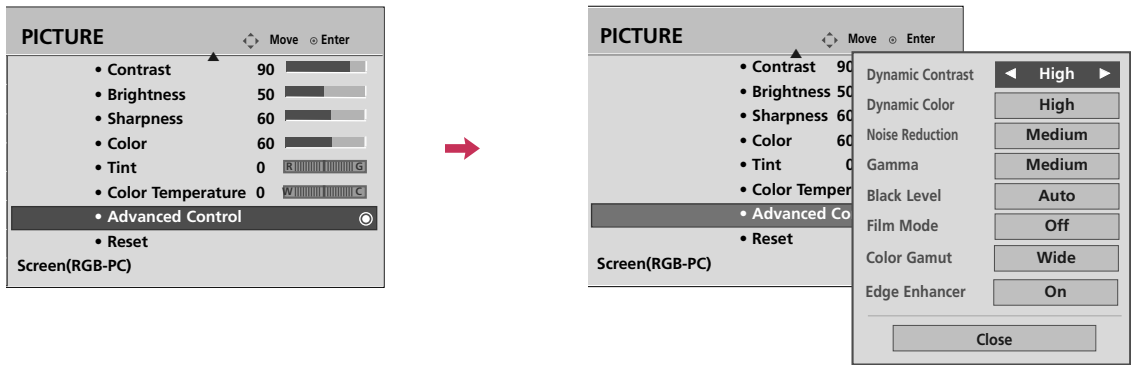 PICTURE Move Enter
• Contrast 90
• Brightness 50
• Sharpness 60
• Color 60
• Tint 0 R G
• Color Temperature 0 W C
• Advanced Control
• Reset
Screen(RGB-PC)
PICTURE Move Enter
• Contrast 90
• Brightness 50
• Sharpness 60
• Color 60
• Tint 0
• Color Temper
• Advanced Co
• Reset
Screen(RGB-PC)
Dynamic Contrast ◀ High ▶
Dynamic Color High
Noise Reduction Medium
Gamma Medium
Black Level Auto
Film Mode Off
Color Gamut Wide
Edge Enhancer On
Close